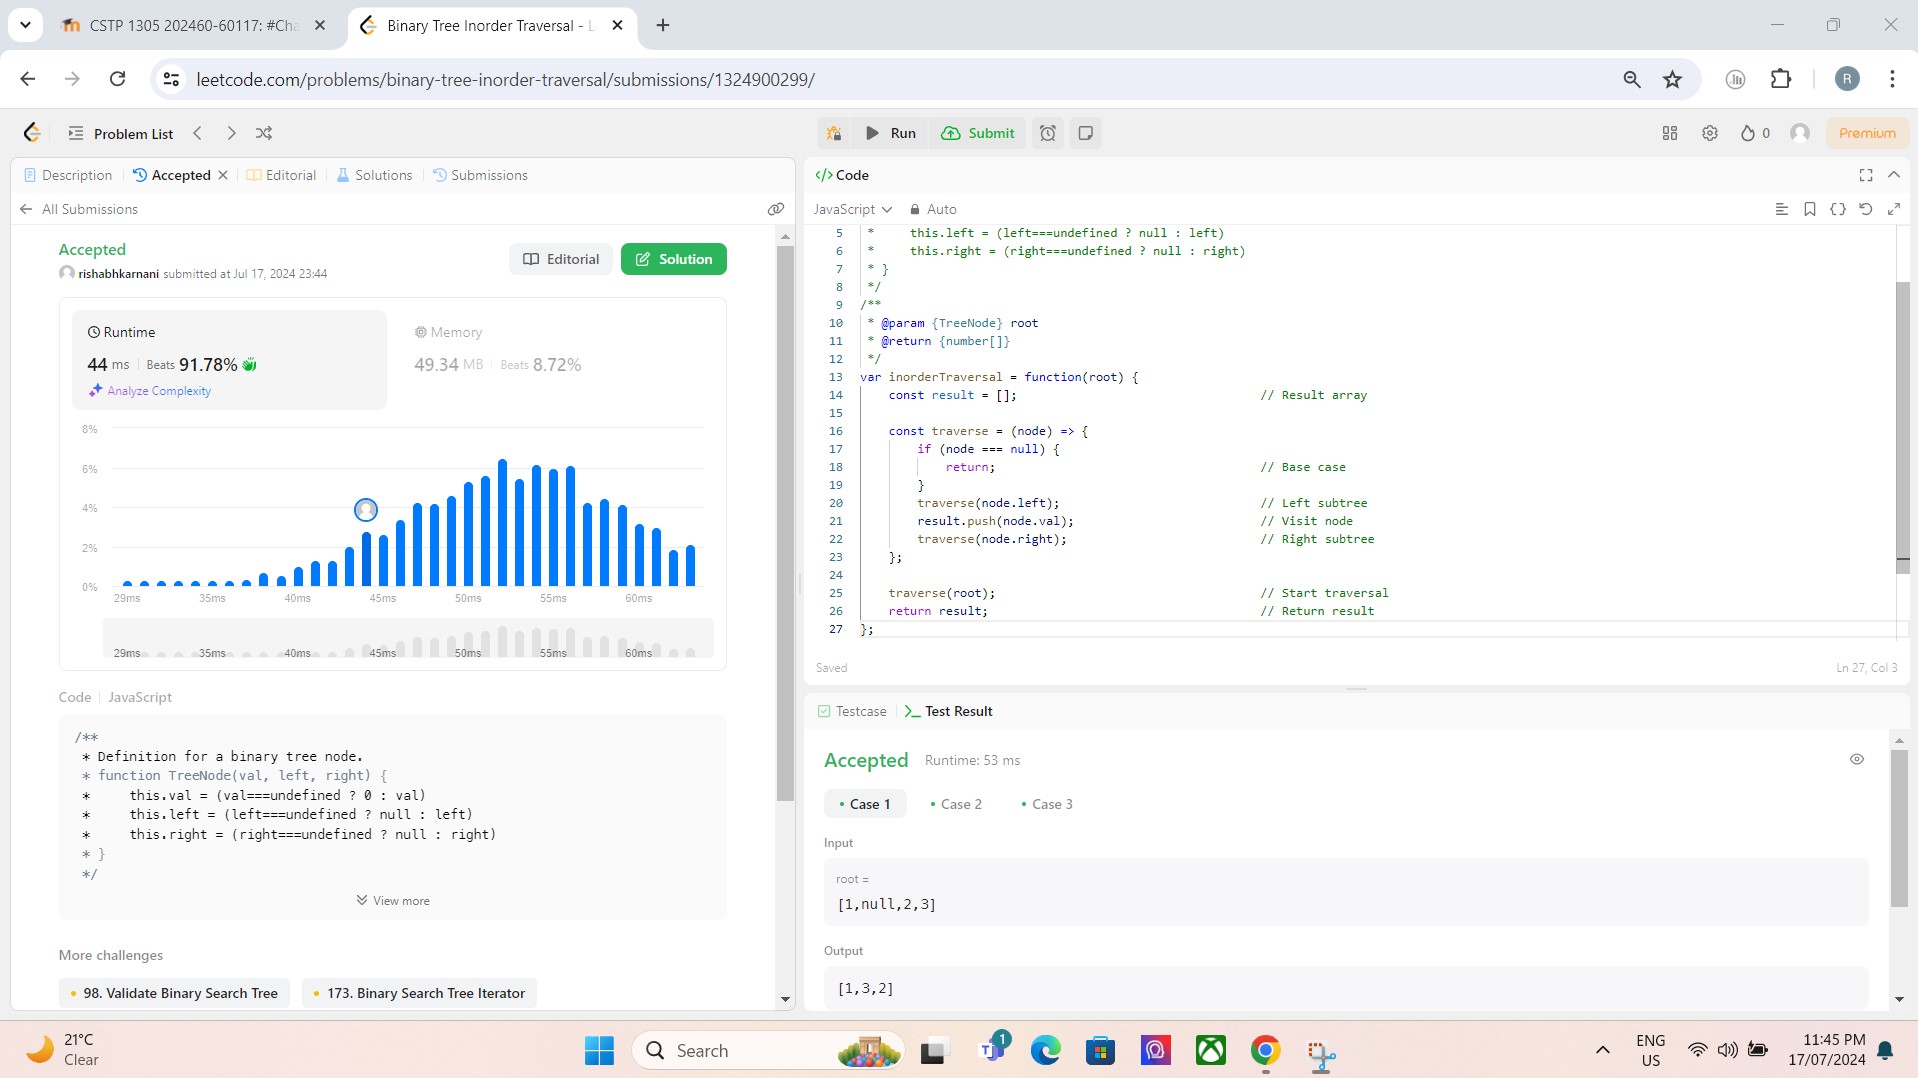 CSTP 1305 202460-60117: #Cha
Binary Tree Inorder Traversal - L
leetcode.com/problems/binary-tree-inorder-traversal/submissions/1324900299/
R
Problem List
Run
Submit
0
Premium
Description
Accepted
Editorial
Solutions
Submissions
All Submissions
Accepted
rishabhkarnani submitted at Jul 17, 2024 23:44
Editorial
Solution
Runtime
44 ms Beats 91.78%
Analyze Complexity
Memory
49.34 MB Beats 8.72%
8%
6%
4%
2%
0%
29ms 35ms 40ms 45ms 50ms 55ms 60ms
29ms 35ms 40ms 45ms 50ms 55ms 60ms
Code JavaScript
/**
 * Definition for a binary tree node.
 * function TreeNode(val, left, right) {
 *     this.val = (val===undefined ? 0 : val)
 *     this.left = (left===undefined ? null : left)
 *     this.right = (right===undefined ? null : right)
 * }
 */
View more
More challenges
98. Validate Binary Search Tree
173. Binary Search Tree Iterator
</> Code
JavaScript Auto
5 *     this.left = (left===undefined ? null : left)
6 *     this.right = (right===undefined ? null : right)
7 * }
8 */
9 /**
10 * @param {TreeNode} root
11 * @return {number[]}
12 */
13 var inorderTraversal = function(root) {
14     const result = []; // Result array
15
16     const traverse = (node) => {
17         if (node === null) {
18             return; // Base case
19         }
20         traverse(node.left); // Left subtree
21         result.push(node.val); // Visit node
22         traverse(node.right); // Right subtree
23     };
24
25     traverse(root); // Start traversal
26     return result; // Return result
27 };
Saved
Ln 27, Col 3
Testcase
Test Result
Accepted Runtime: 53 ms
Case 1
Case 2
Case 3
Input
root =
[1,null,2,3]
Output
[1,3,2]
21°C
Clear
Search
1
ENG
US
11:45 PM
17/07/2024